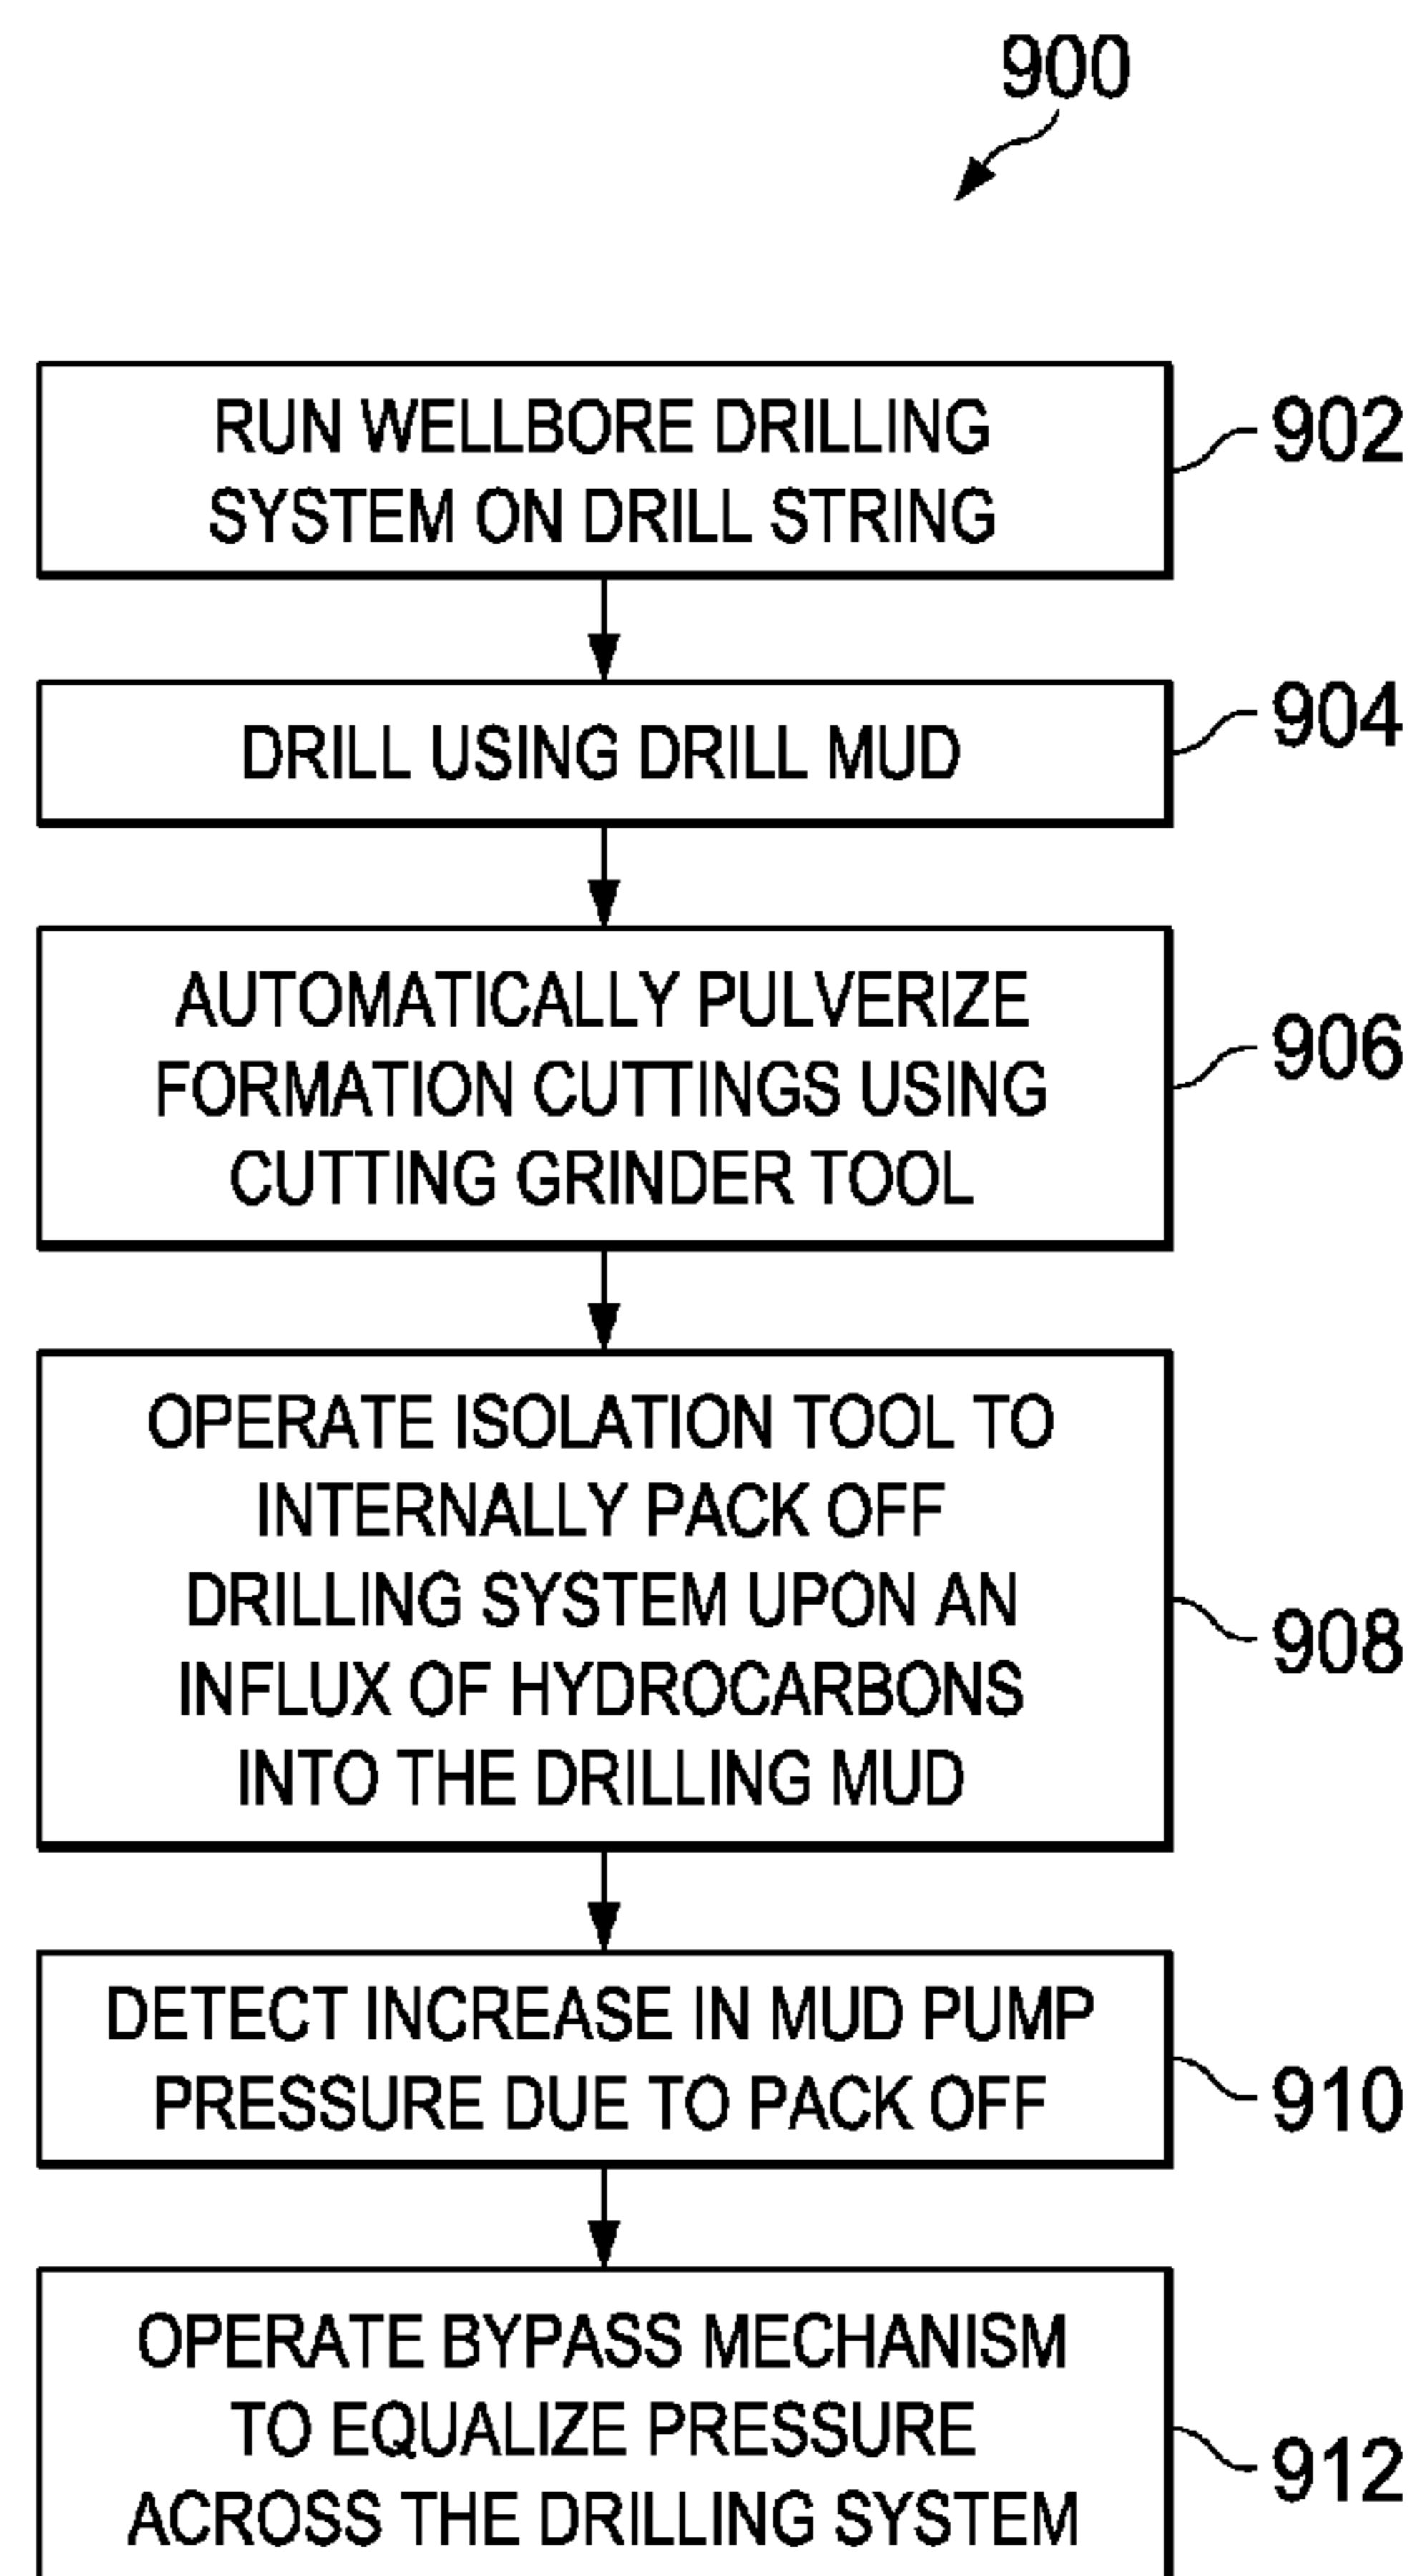 900
RUN WELLBORE DRILLING
SYSTEM ON DRILL STRING
902
DRILL USING DRILL MUD
904
AUTOMATICALLY PULVERIZE
FORMATION CUTTINGS USING
CUTTING GRINDER TOOL
906
OPERATE ISOLATION TOOL TO
INTERNALLY PACK OFF
DRILLING SYSTEM UPON AN
INFLUX OF HYDROCARBONS
INTO THE DRILLING MUD
908
DETECT INCREASE IN MUD PUMP
PRESSURE DUE TO PACK OFF
910
OPERATE BYPASS MECHANISM
TO EQUALIZE PRESSURE
ACROSS THE DRILLING SYSTEM
912